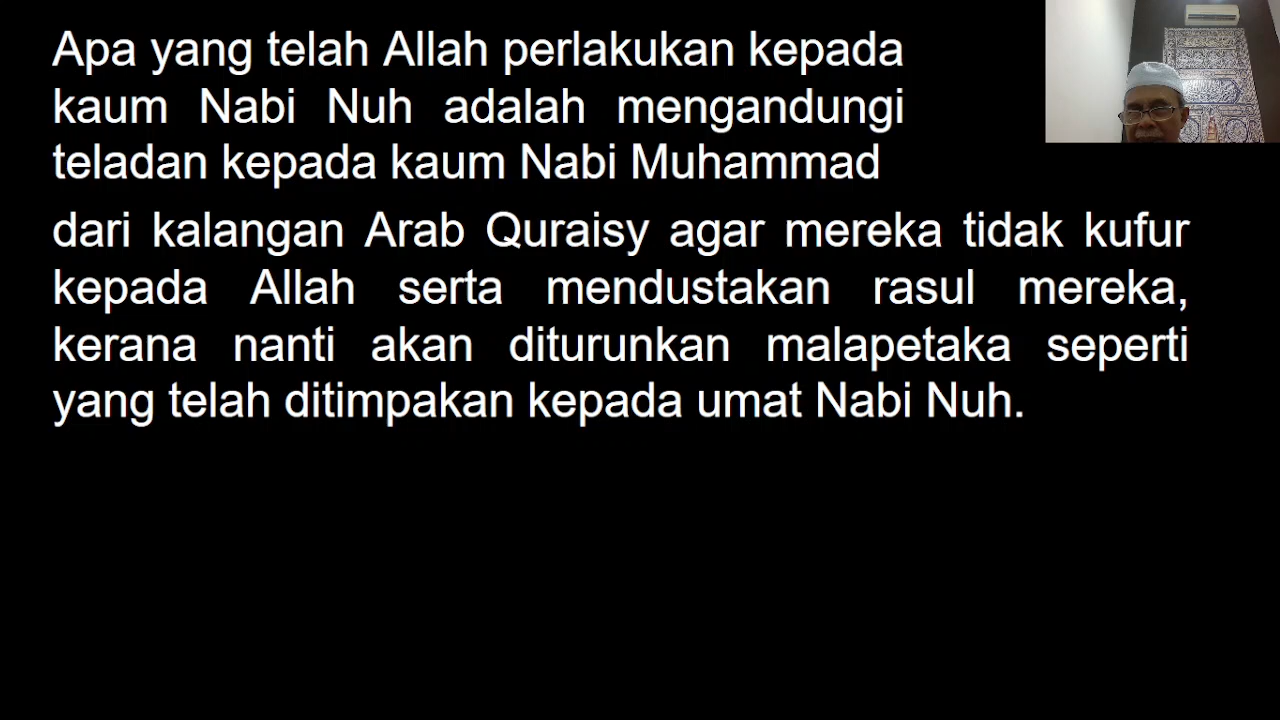 Apa yang telah Allah perlakukan kepada
kaum Nabi Nuh adalah mengandungi
teladan kepada kaum Nabi Muhammad
dari kalangan Arab Quraisy agar mereka tidak kufur
kepada Allah serta mendustakan rasul mereka,
kerana nanti akan diturunkan malapetaka seperti
yang telah ditimpakan kepada umat Nabi Nuh.